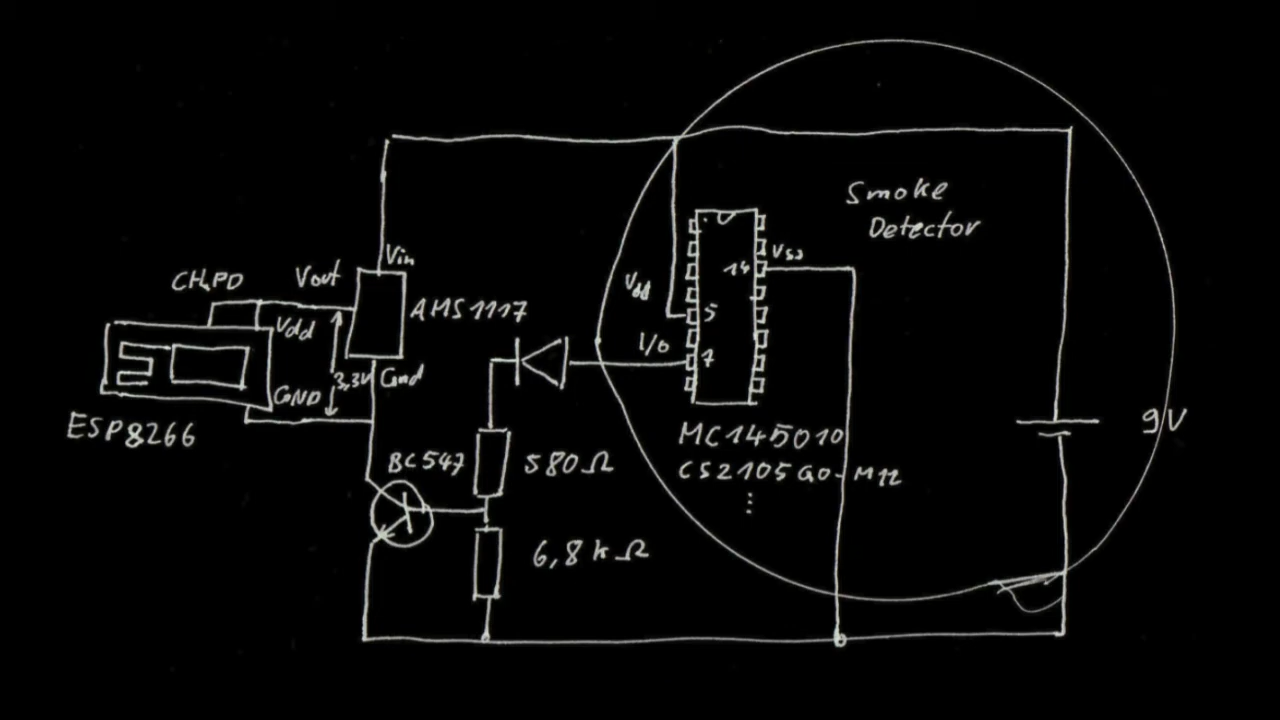 Smoke
Detector
Vss
14
Vdd
5
I/O
7
MC145010
CS2105GO-M12
⋮
9V
Vin
Vout
AMS1117
Gnd
3,3V
CH_PD
Vdd
GND
ESP8266
BC547
580Ω
6,8kΩ